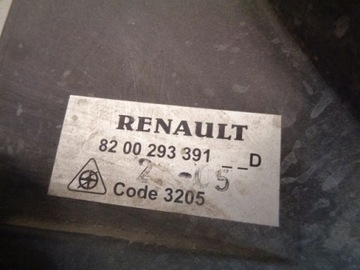 RENAULT
82 00 293 391 _ _ D
Code 3205